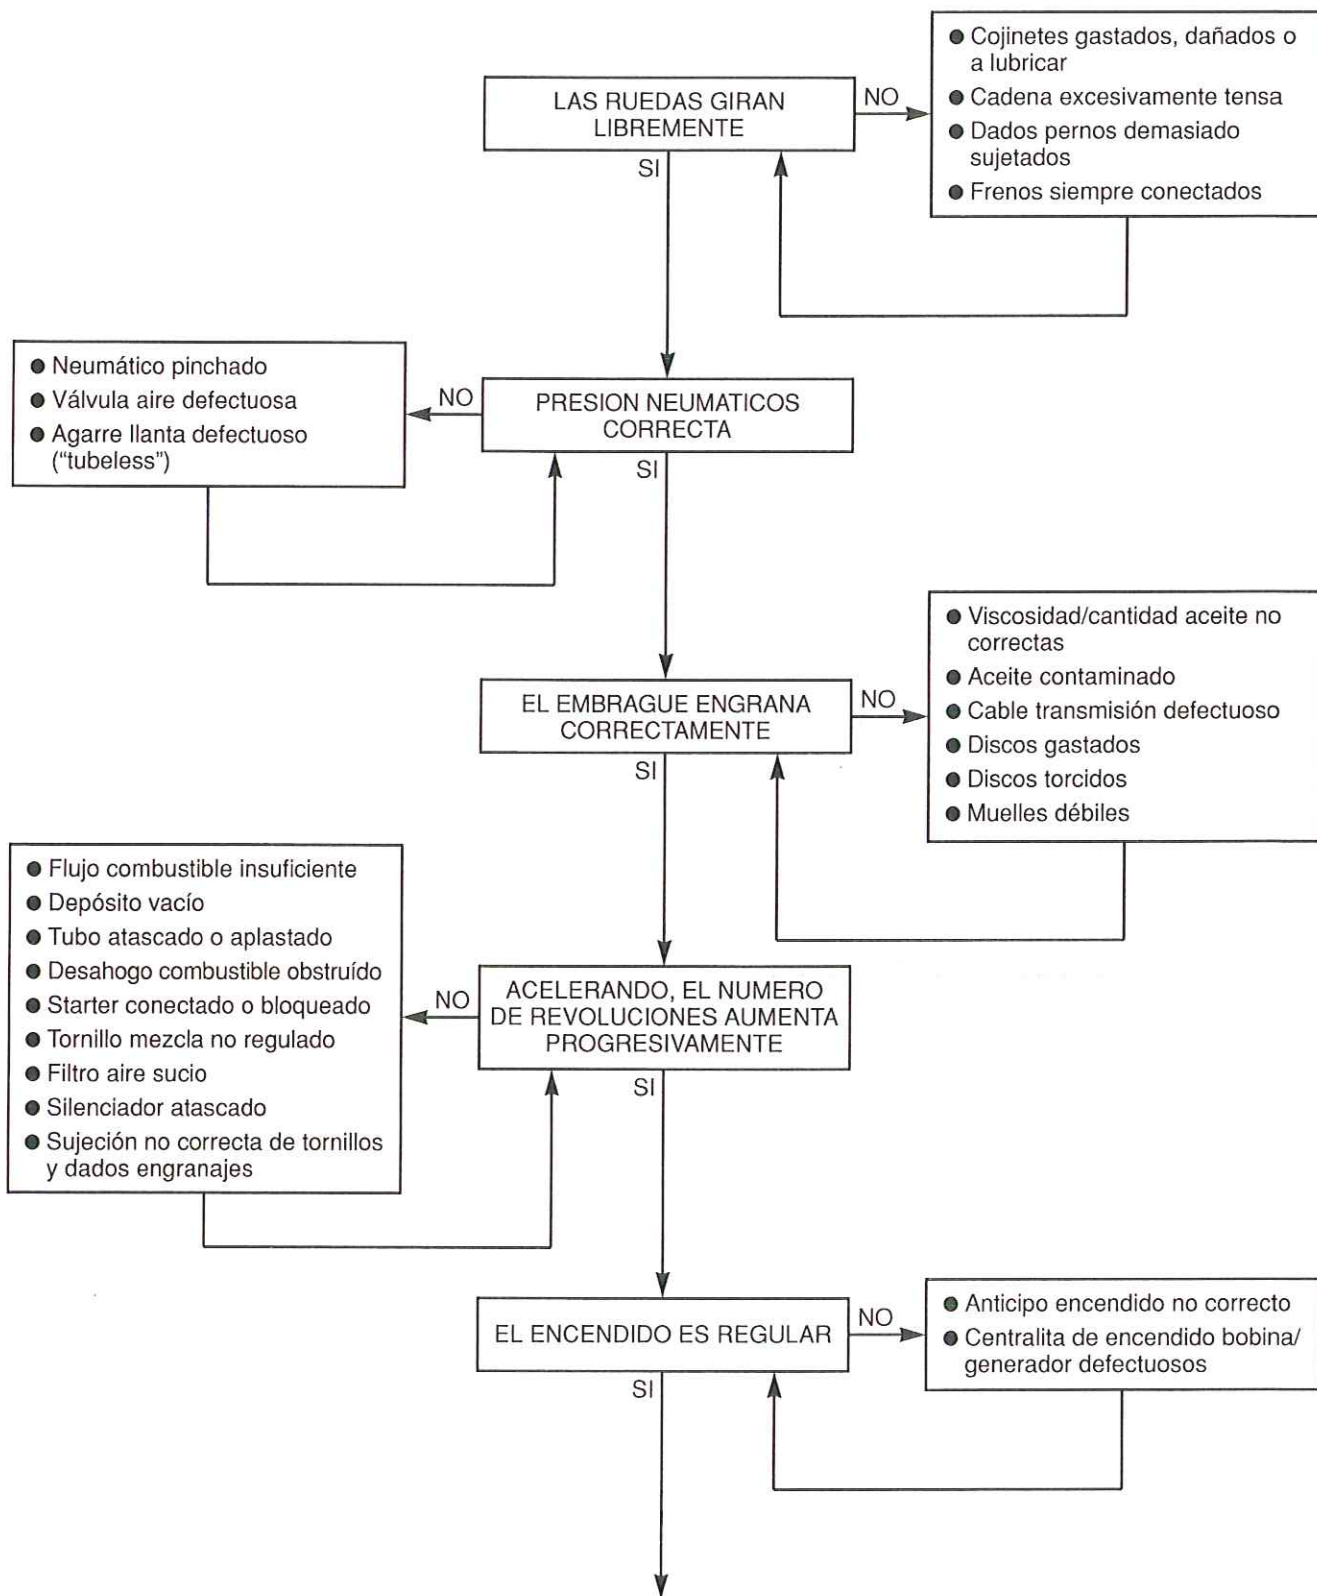 LAS RUEDAS GIRAN
LIBREMENTE
NO
● Cojinetes gastados, dañados o
a lubricar
● Cadena excesivamente tensa
● Dados pernos demasiado
sujetados
● Frenos siempre conectados
SI
● Neumático pinchado
● Válvula aire defectuosa
● Agarre llanta defectuoso
("tubeless")
NO
PRESION NEUMATICOS
CORRECTA
SI
EL EMBRAGUE ENGRANA
CORRECTAMENTE
NO
● Viscosidad/cantidad aceite no
correctas
● Aceite contaminado
● Cable transmisión defectuoso
● Discos gastados
● Discos torcidos
● Muelles débiles
SI
● Flujo combustible insuficiente
● Depósito vacío
● Tubo atascado o aplastado
● Desahogo combustible obstruído
● Starter conectado o bloqueado
● Tornillo mezcla no regulado
● Filtro aire sucio
● Silenciador atascado
● Sujeción no correcta de tornillos
y dados engranajes
NO
ACELERANDO, EL NUMERO
DE REVOLUCIONES AUMENTA
PROGRESIVAMENTE
SI
EL ENCENDIDO ES REGULAR
NO
● Anticipo encendido no correcto
● Centralita de encendido bobina/
generador defectuosos
SI